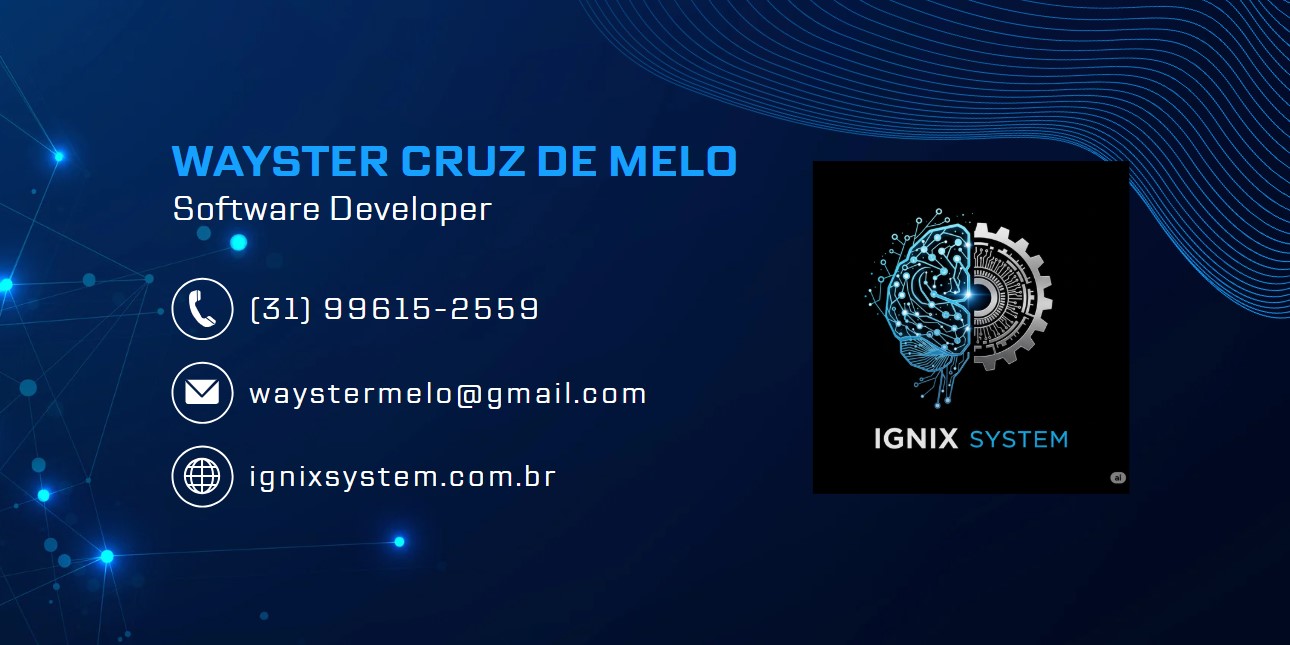 WAYSTER CRUZ DE MELO
Software Developer
(31) 99615-2559
waystermelo@gmail.com
ignixsystem.com.br
IGNIX SYSTEM
ai